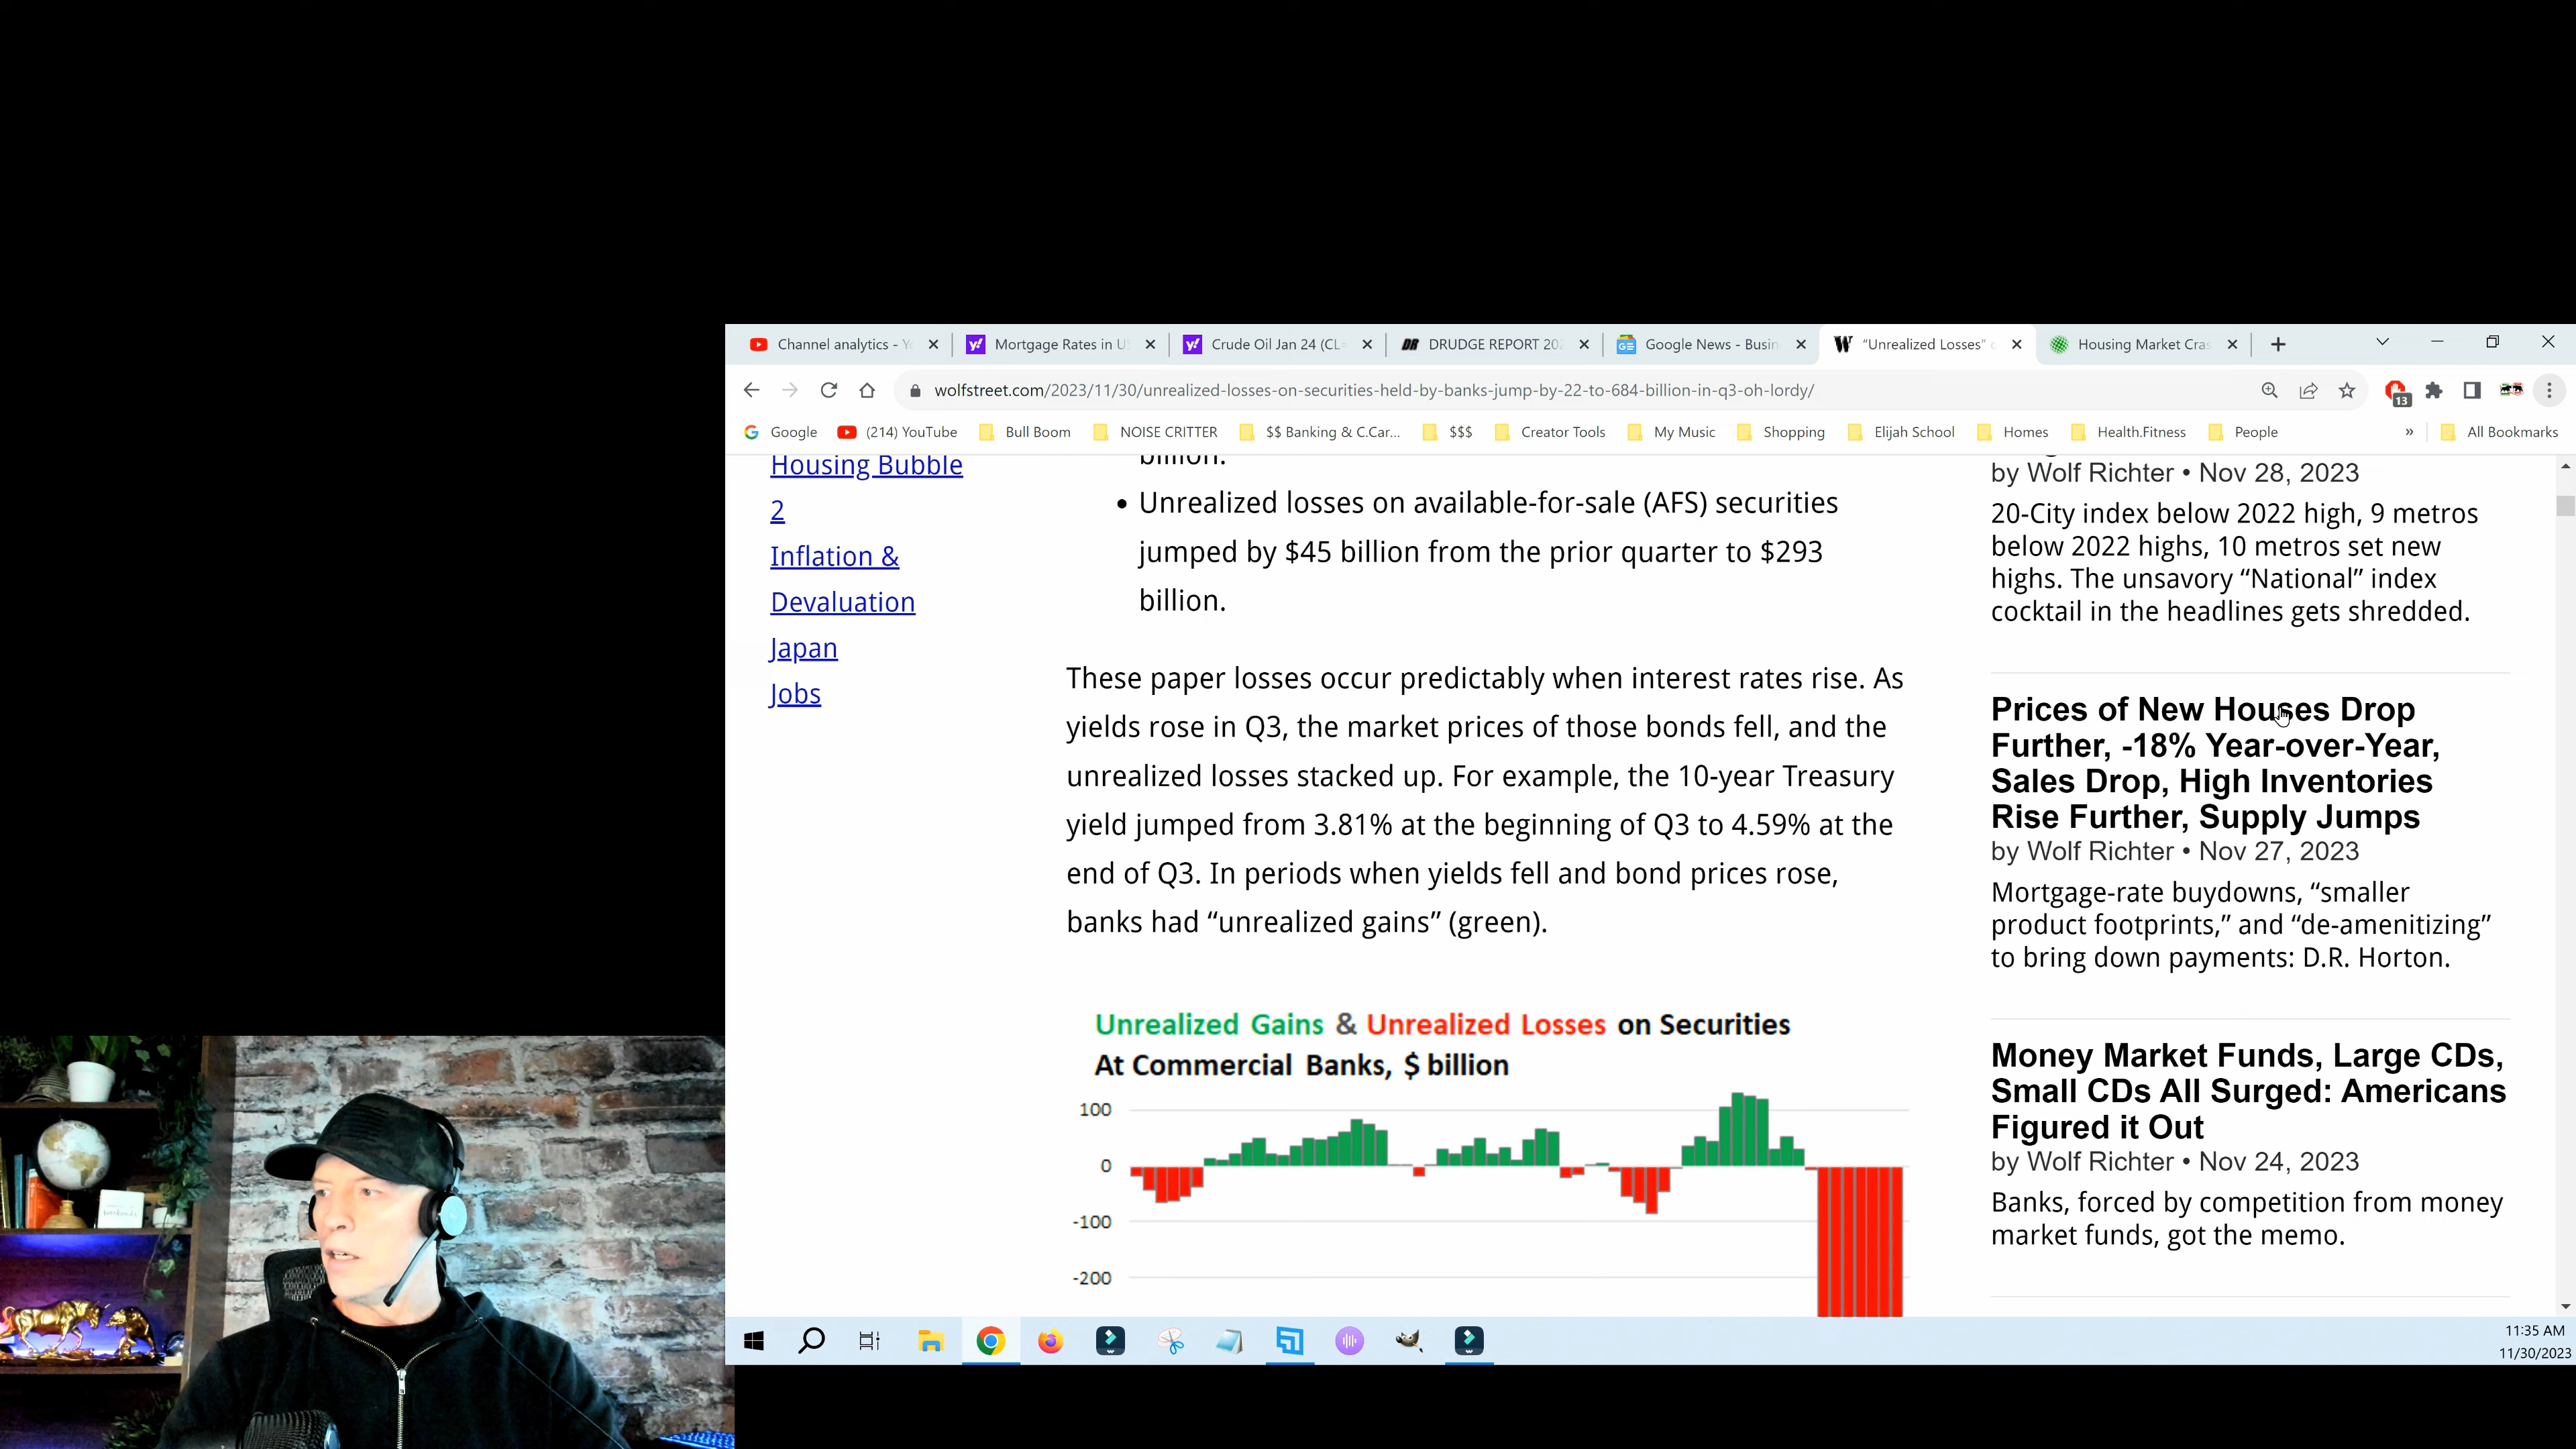 Channel analytics - Yo
Mortgage Rates in U
Crude Oil Jan 24 (CL=
DR DRUDGE REPORT 202
Google News - Busin
W "Unrealized Losses" o
Housing Market Cras
wolfstreet.com/2023/11/30/unrealized-losses-on-securities-held-by-banks-jump-by-22-to-684-billion-in-q3-oh-lordy/
13
Google
(214) YouTube
Bull Boom
NOISE CRITTER
$$ Banking & C.Car...
$$$
Creator Tools
My Music
Shopping
Elijah School
Homes
Health.Fitness
People
»
All Bookmarks
Housing Bubble
2
Inflation &
Devaluation
Japan
Jobs
billion.
• Unrealized losses on available-for-sale (AFS) securities
jumped by $45 billion from the prior quarter to $293
billion.
These paper losses occur predictably when interest rates rise. As
yields rose in Q3, the market prices of those bonds fell, and the
unrealized losses stacked up. For example, the 10-year Treasury
yield jumped from 3.81% at the beginning of Q3 to 4.59% at the
end of Q3. In periods when yields fell and bond prices rose,
banks had “unrealized gains” (green).
Unrealized Gains & Unrealized Losses on Securities
At Commercial Banks, $ billion
100
0
-100
-200
by Wolf Richter • Nov 28, 2023
20-City index below 2022 high, 9 metros
below 2022 highs, 10 metros set new
highs. The unsavory “National” index
cocktail in the headlines gets shredded.
Prices of New Houses Drop
Further, -18% Year-over-Year,
Sales Drop, High Inventories
Rise Further, Supply Jumps
by Wolf Richter • Nov 27, 2023
Mortgage-rate buydowns, “smaller
product footprints,” and “de-amenitizing”
to bring down payments: D.R. Horton.
Money Market Funds, Large CDs,
Small CDs All Surged: Americans
Figured it Out
by Wolf Richter • Nov 24, 2023
Banks, forced by competition from money
market funds, got the memo.
11:35 AM
11/30/2023